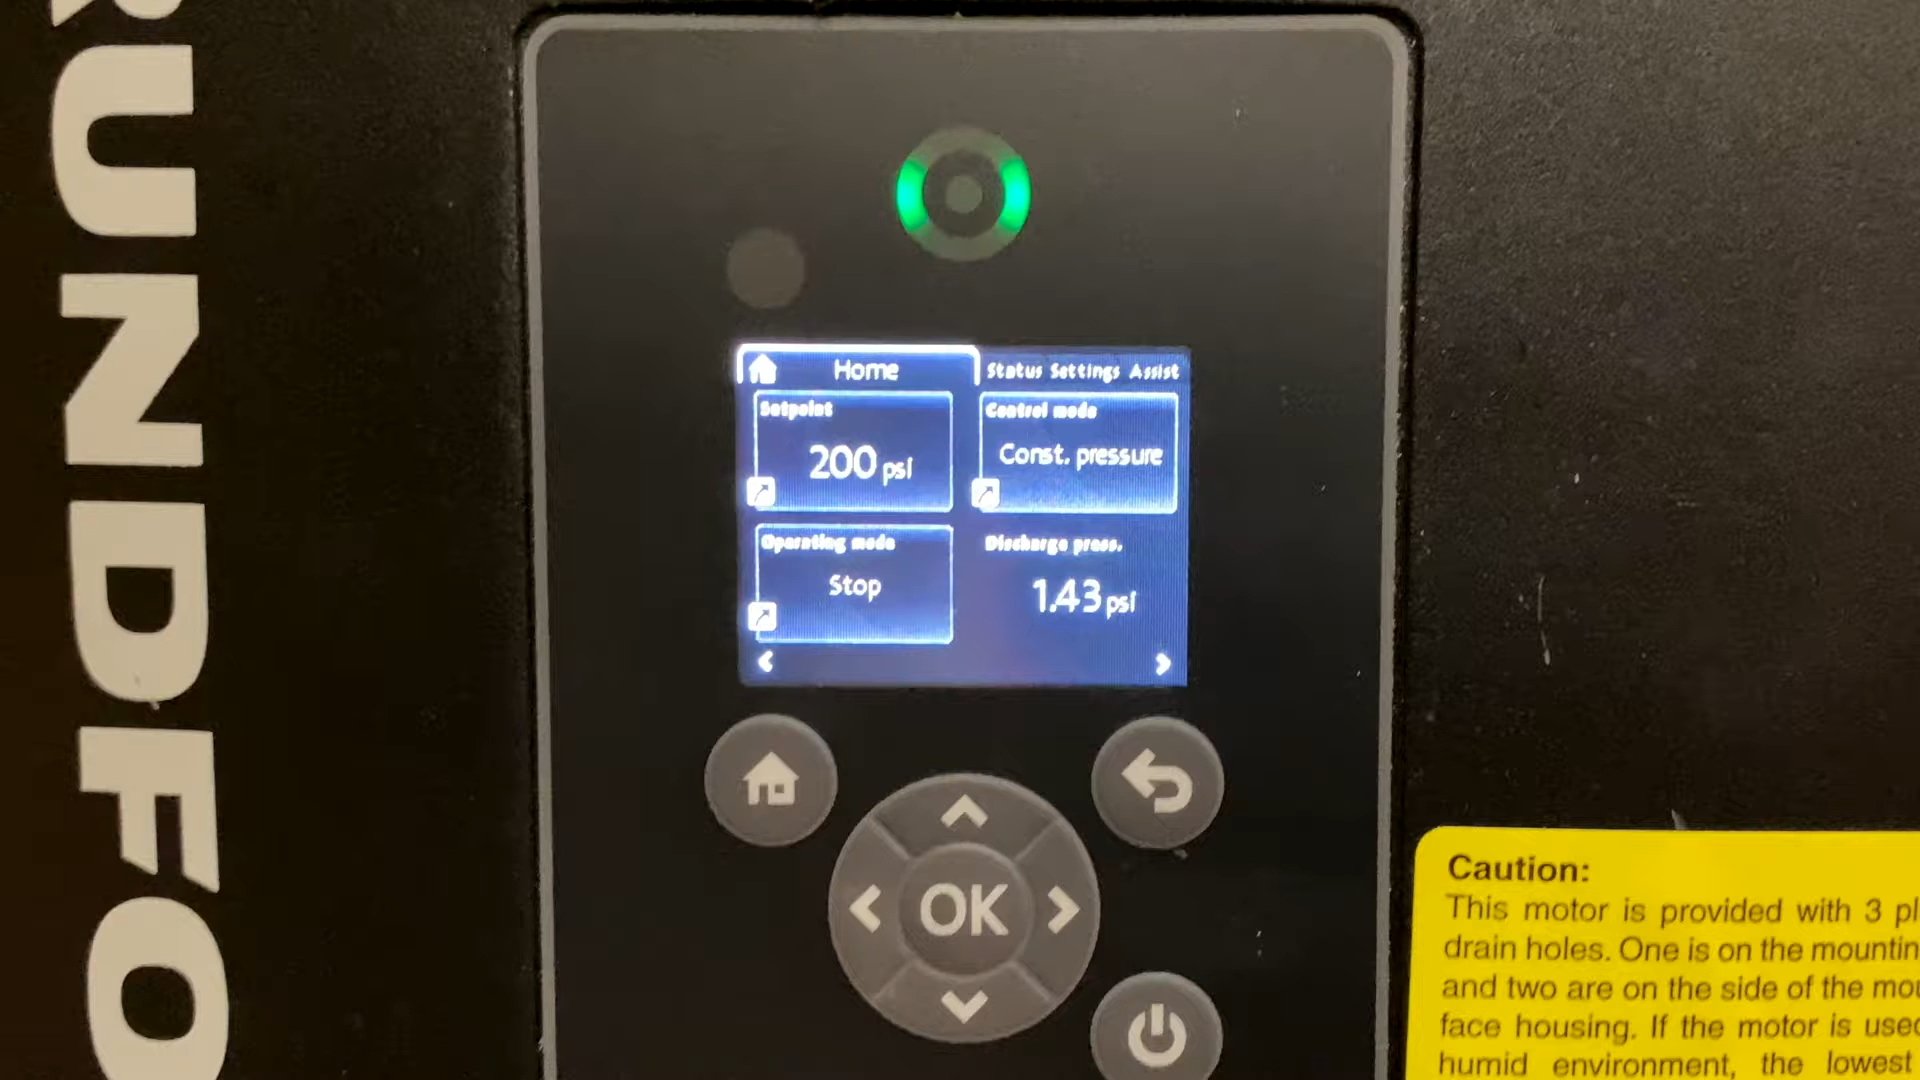 RUNDFO
Home Status Settings Assist
Setpoint
200 psi
Control mode
Const. pressure
Operating mode
Stop
Discharge press.
1.43 psi
OK
Caution:
This motor is provided with 3
drain holes. One is on the
and two are on the side of the
face housing. If the motor is
humid environment, the lowest